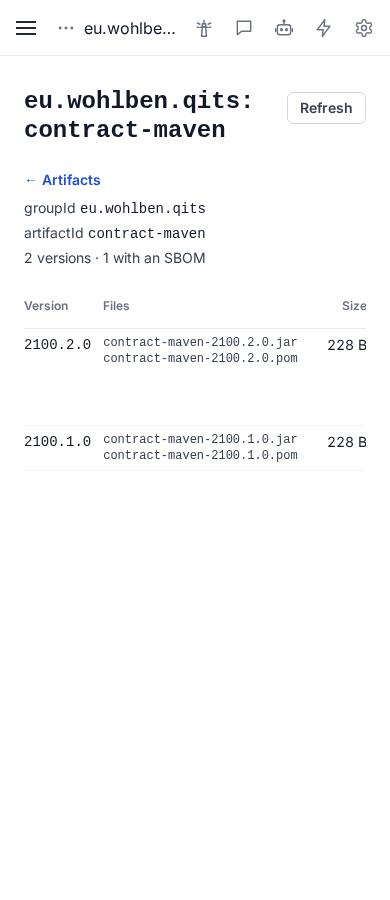 eu.wohlbe...
eu.wohlben.qits:
contract-maven
Refresh
← Artifacts
groupId eu.wohlben.qits
artifactId contract-maven
2 versions · 1 with an SBOM
Version Files Size
2100.2.0 contract-maven-2100.2.0.jar 228 B
contract-maven-2100.2.0.pom
2100.1.0 contract-maven-2100.1.0.jar 228 B
contract-maven-2100.1.0.pom